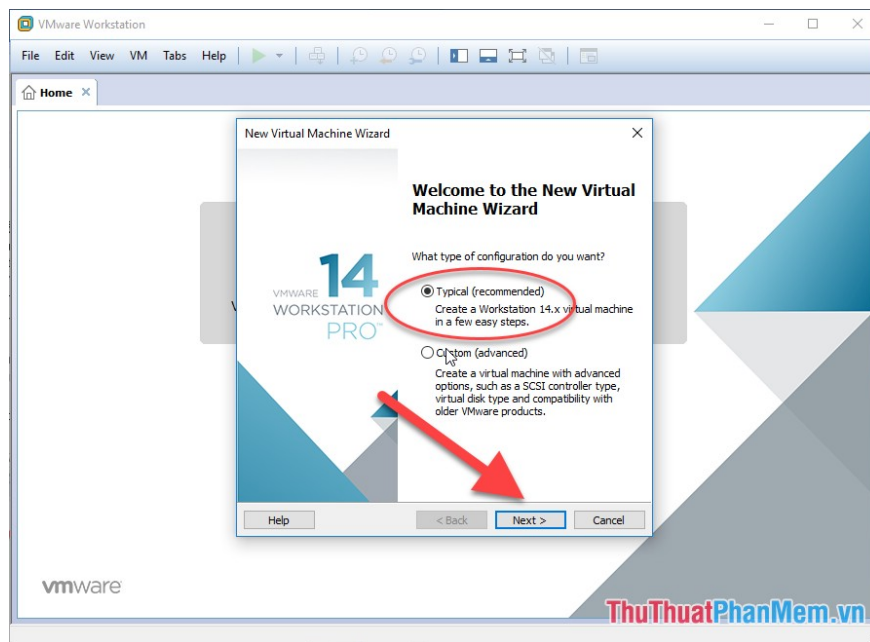 VMware Workstation
File Edit View VM Tabs Help
Home
New Virtual Machine Wizard
14
VMWARE
WORKSTATION
PRO™
Welcome to the New Virtual
Machine Wizard
What type of configuration do you want?
Typical (recommended)
Create a Workstation 14.x virtual machine
in a few easy steps.
Custom (advanced)
Create a virtual machine with advanced
options, such as a SCSI controller type,
virtual disk type and compatibility with
older VMware products.
Help < Back Next > Cancel
vmware
ThuThuatPhanMem.vn